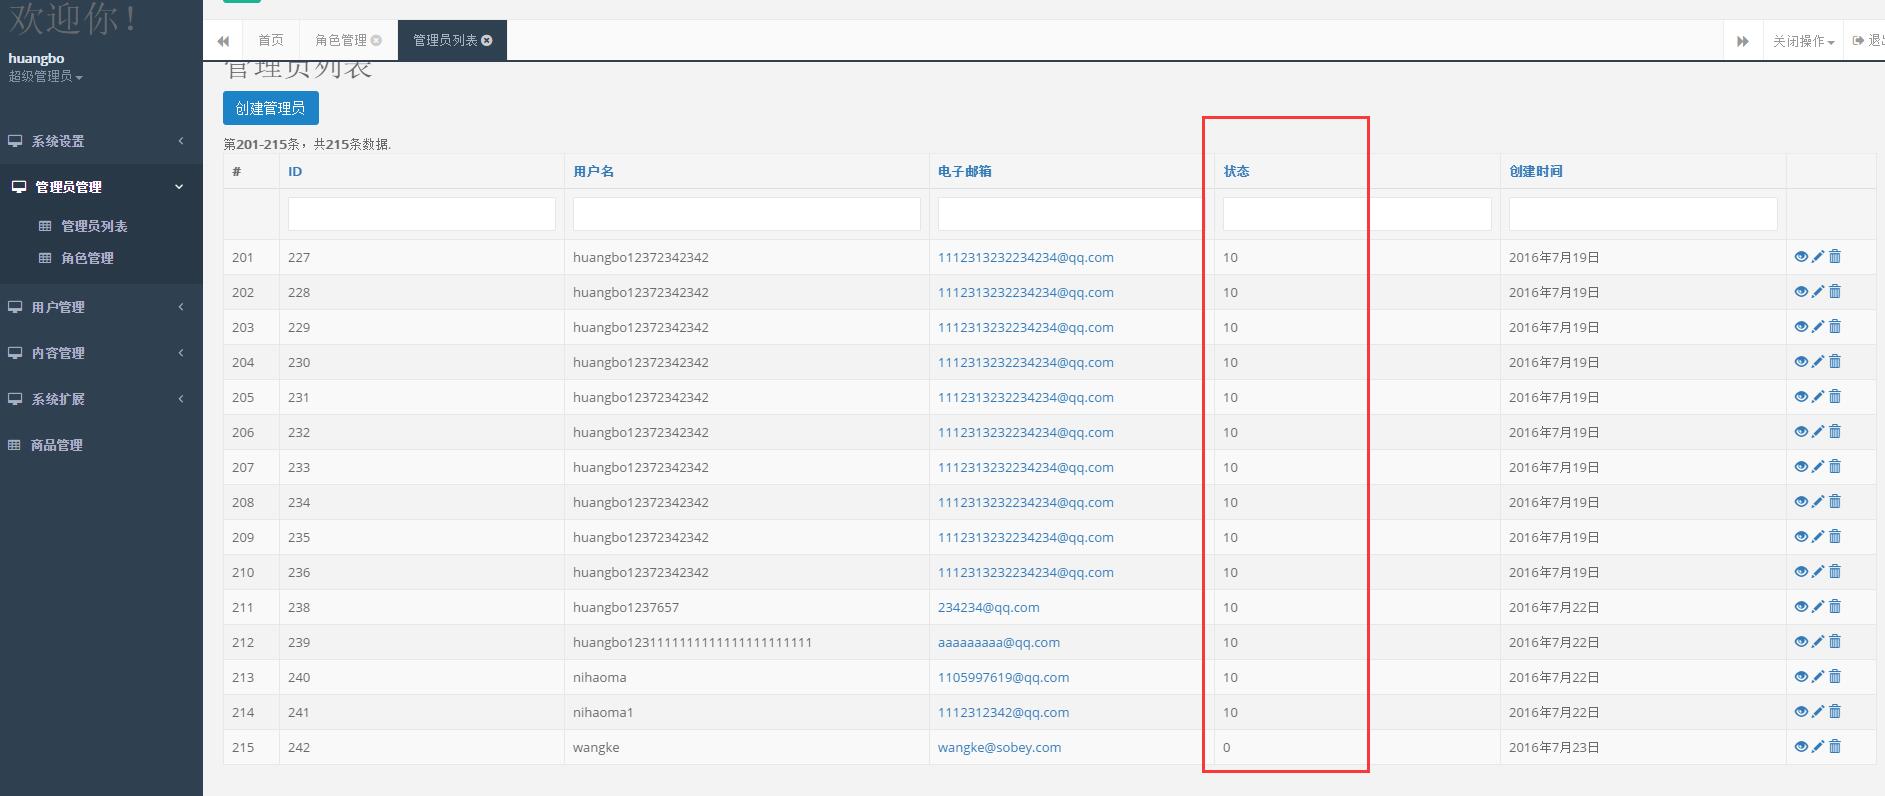 欢迎你！
huangbo
超级管理员
系统设置
管理员管理
管理员列表
角色管理
用户管理
内容管理
系统扩展
商品管理
首页 角色管理 管理员列表 关闭操作 退出
管理员列表
创建管理员
第201-215条，共215条数据.
# ID 用户名 电子邮箱 状态 创建时间
201 227 huangbo12372342342 1112313232234234@qq.com 10 2016年7月19日
202 228 huangbo12372342342 1112313232234234@qq.com 10 2016年7月19日
203 229 huangbo12372342342 1112313232234234@qq.com 10 2016年7月19日
204 230 huangbo12372342342 1112313232234234@qq.com 10 2016年7月19日
205 231 huangbo12372342342 1112313232234234@qq.com 10 2016年7月19日
206 232 huangbo12372342342 1112313232234234@qq.com 10 2016年7月19日
207 233 huangbo12372342342 1112313232234234@qq.com 10 2016年7月19日
208 234 huangbo12372342342 1112313232234234@qq.com 10 2016年7月19日
209 235 huangbo12372342342 1112313232234234@qq.com 10 2016年7月19日
210 236 huangbo12372342342 1112313232234234@qq.com 10 2016年7月19日
211 238 huangbo1237657 234234@qq.com 10 2016年7月22日
212 239 huangbo12311111111111111111111111 aaaaaaaaa@qq.com 10 2016年7月22日
213 240 nihaoma 1105997619@qq.com 10 2016年7月22日
214 241 nihaoma1 1112312342@qq.com 10 2016年7月22日
215 242 wangke wangke@sobey.com 0 2016年7月23日